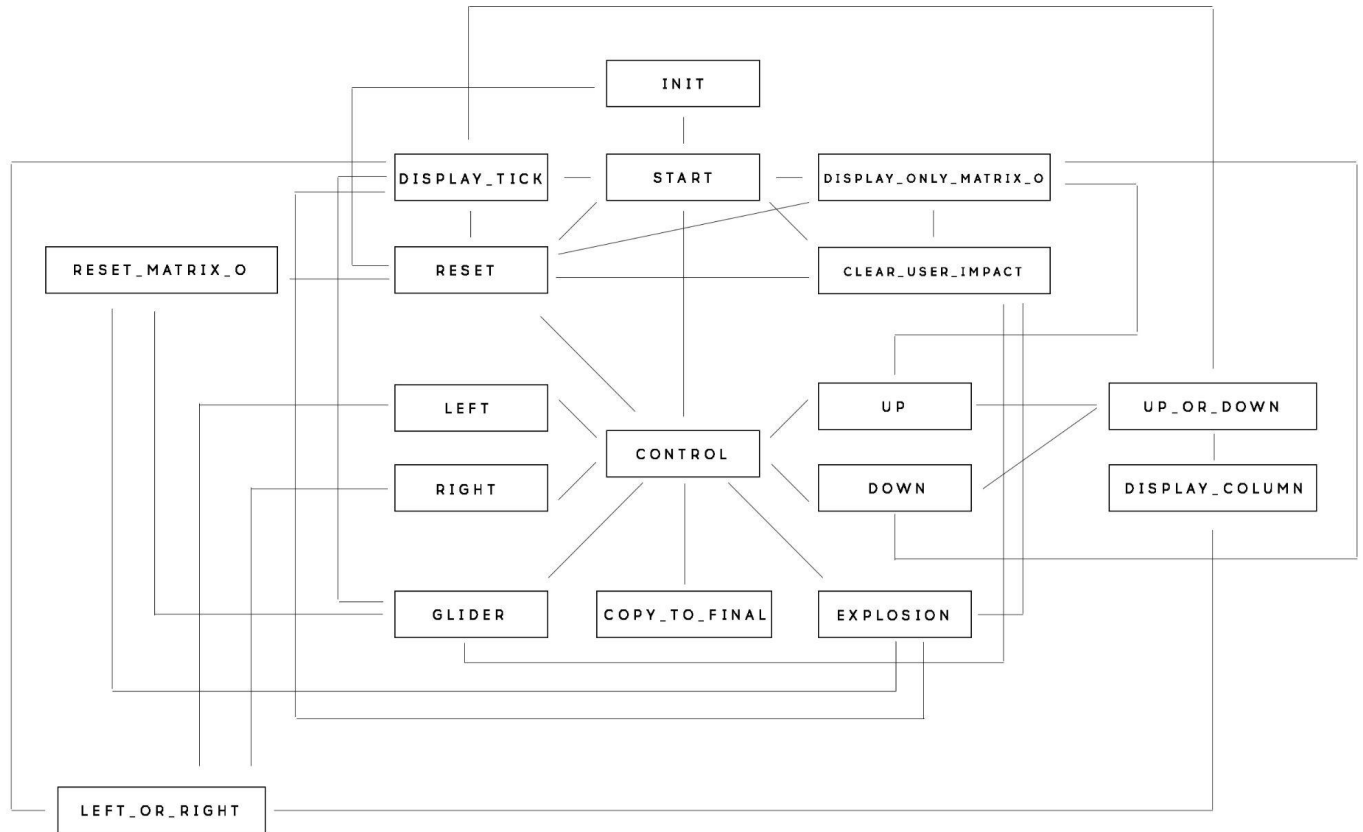 INIT
DISPLAY_TICK
START
DISPLAY_ONLY_MATRIX_O
RESET_MATRIX_O
RESET
CLEAR_USER_IMPACT
LEFT
UP
UP_OR_DOWN
CONTROL
RIGHT
DOWN
DISPLAY_COLUMN
GLIDER
COPY_TO_FINAL
EXPLOSION
LEFT_OR_RIGHT